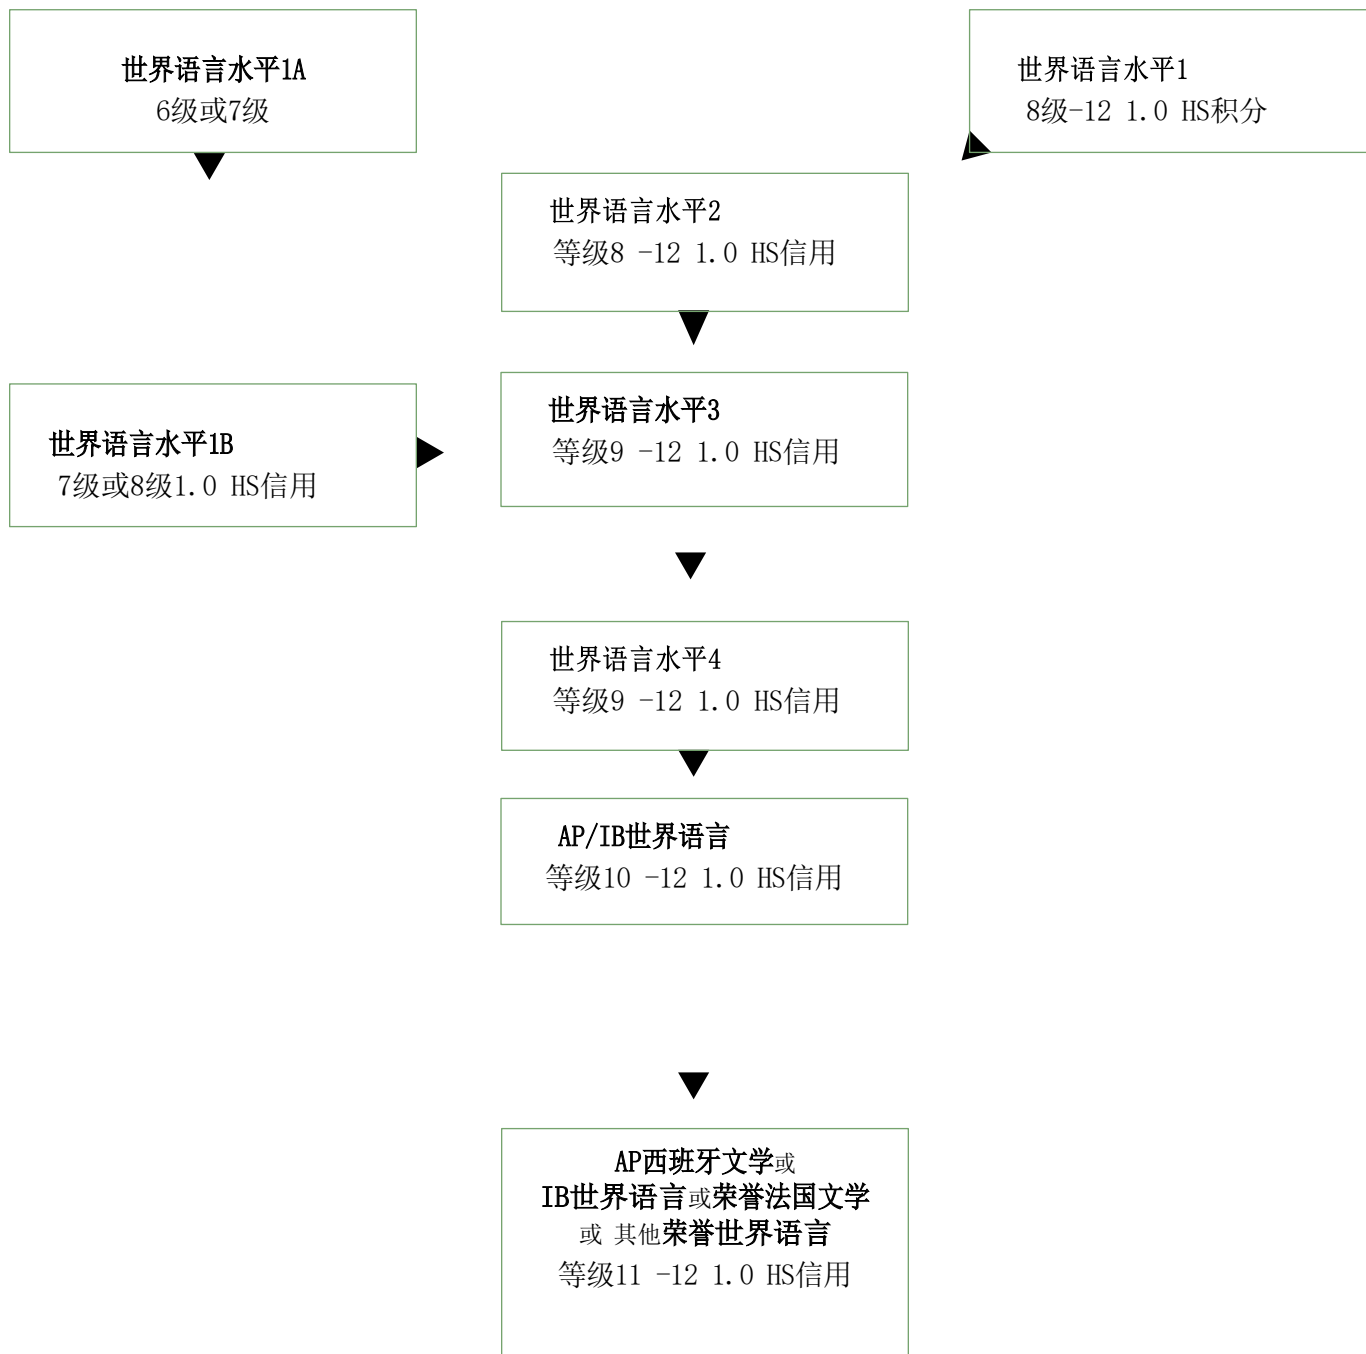 世界语言水平1A
6级或7级
世界语言水平1
8级-12 1.0 HS积分
世界语言水平2
等级8 -12 1.0 HS信用
世界语言水平1B
7级或8级1.0 HS信用
世界语言水平3
等级9 -12 1.0 HS信用
世界语言水平4
等级9 -12 1.0 HS信用
AP/IB世界语言
等级10 -12 1.0 HS信用
AP西班牙文学或
IB世界语言或荣誉法国文学
或 其他荣誉世界语言
等级11 -12 1.0 HS信用